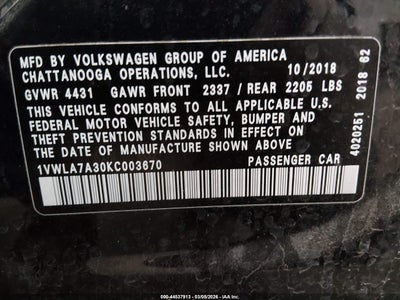 MFD BY VOLKSWAGEN GROUP OF AMERICA
CHATTANOOGA OPERATIONS, LLC. 10/2018
GVWR 4431 GAWR FRONT 2337 / REAR 2205 LBS
THIS VEHICLE CONFORMS TO ALL APPLICABLE U.S.
FEDERAL MOTOR VEHICLE SAFETY, BUMPER AND
THEFT PREVENTION STANDARDS IN EFFECT ON
THE DATE OF MANUFACTURE SHOWN ABOVE.
1VWLA7A30KC003670 PASSENGER CAR
4020251 2018 62
000-44537913 - 03/05/2026 - IAA Inc.